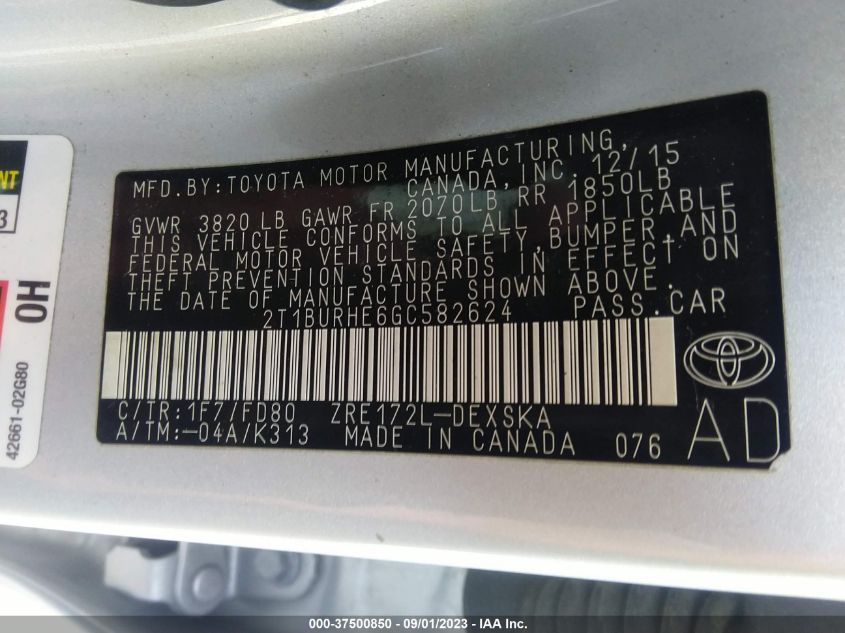 MFD.BY:TOYOTA MOTOR MANUFACTURING,
CANADA,INC. 12/15
GVWR 3820 LB GAWR FR 2070LB RR 1850LB
THIS VEHICLE CONFORMS TO ALL APPLICABLE
FEDERAL MOTOR VEHICLE SAFETY,BUMPER,AND
THEFT PREVENTION STANDARDS IN EFFECT ON
THE DATE OF MANUFACTURE SHOWN ABOVE.
2T1BURHE6GC582624 PASS.CAR
C/TR:1F7/FD80 ZRE172L-DEXSKA
A/TM:-04A/K313 MADE IN CANADA 076
AD
NT
3
OH
42661-02G80
000-37500850 - 09/01/2023 - IAA Inc.